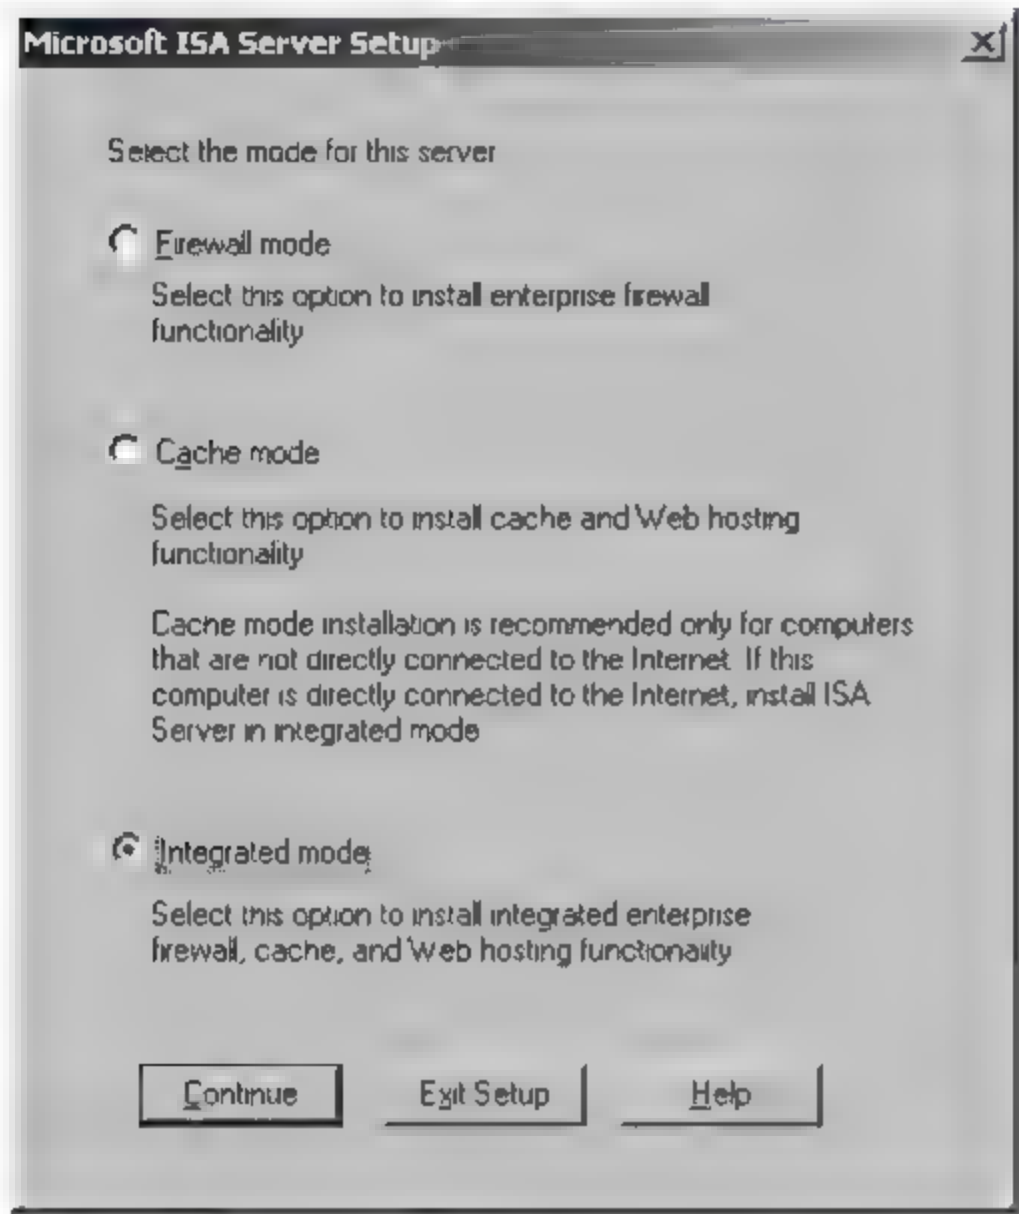 Microsoft ISA Server Setup
Select the mode for this server
Firewall mode
Select this option to install enterprise firewall
functionality
Cache mode
Select this option to install cache and Web hosting
functionality
Cache mode installation is recommended only for computers
that are not directly connected to the Internet. If this
computer is directly connected to the Internet, install ISA
Server in integrated mode
Integrated mode
Select this option to install integrated enterprise
firewall, cache, and Web hosting functionality
Continue
Exit Setup
Help